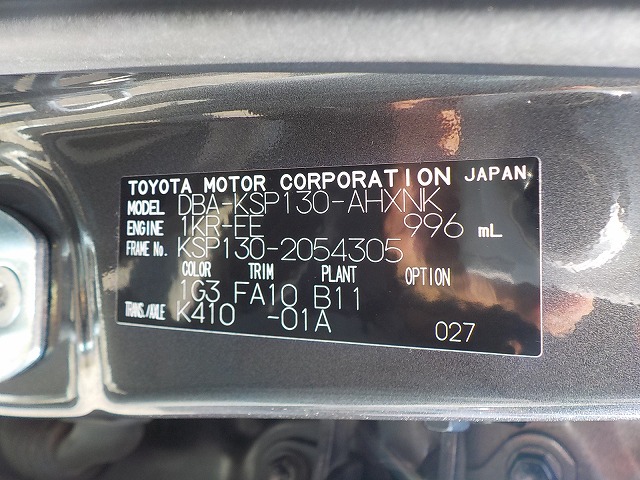 TOYOTA MOTOR CORPORATION JAPAN
MODEL DBA-KSP130-AHXNK
ENGINE 1KR-FE 996 mL
FRAME No. KSP130-2054305
COLOR TRIM PLANT OPTION
1G3 FA10 B11
TRANS./AXLE K410 -01A
027